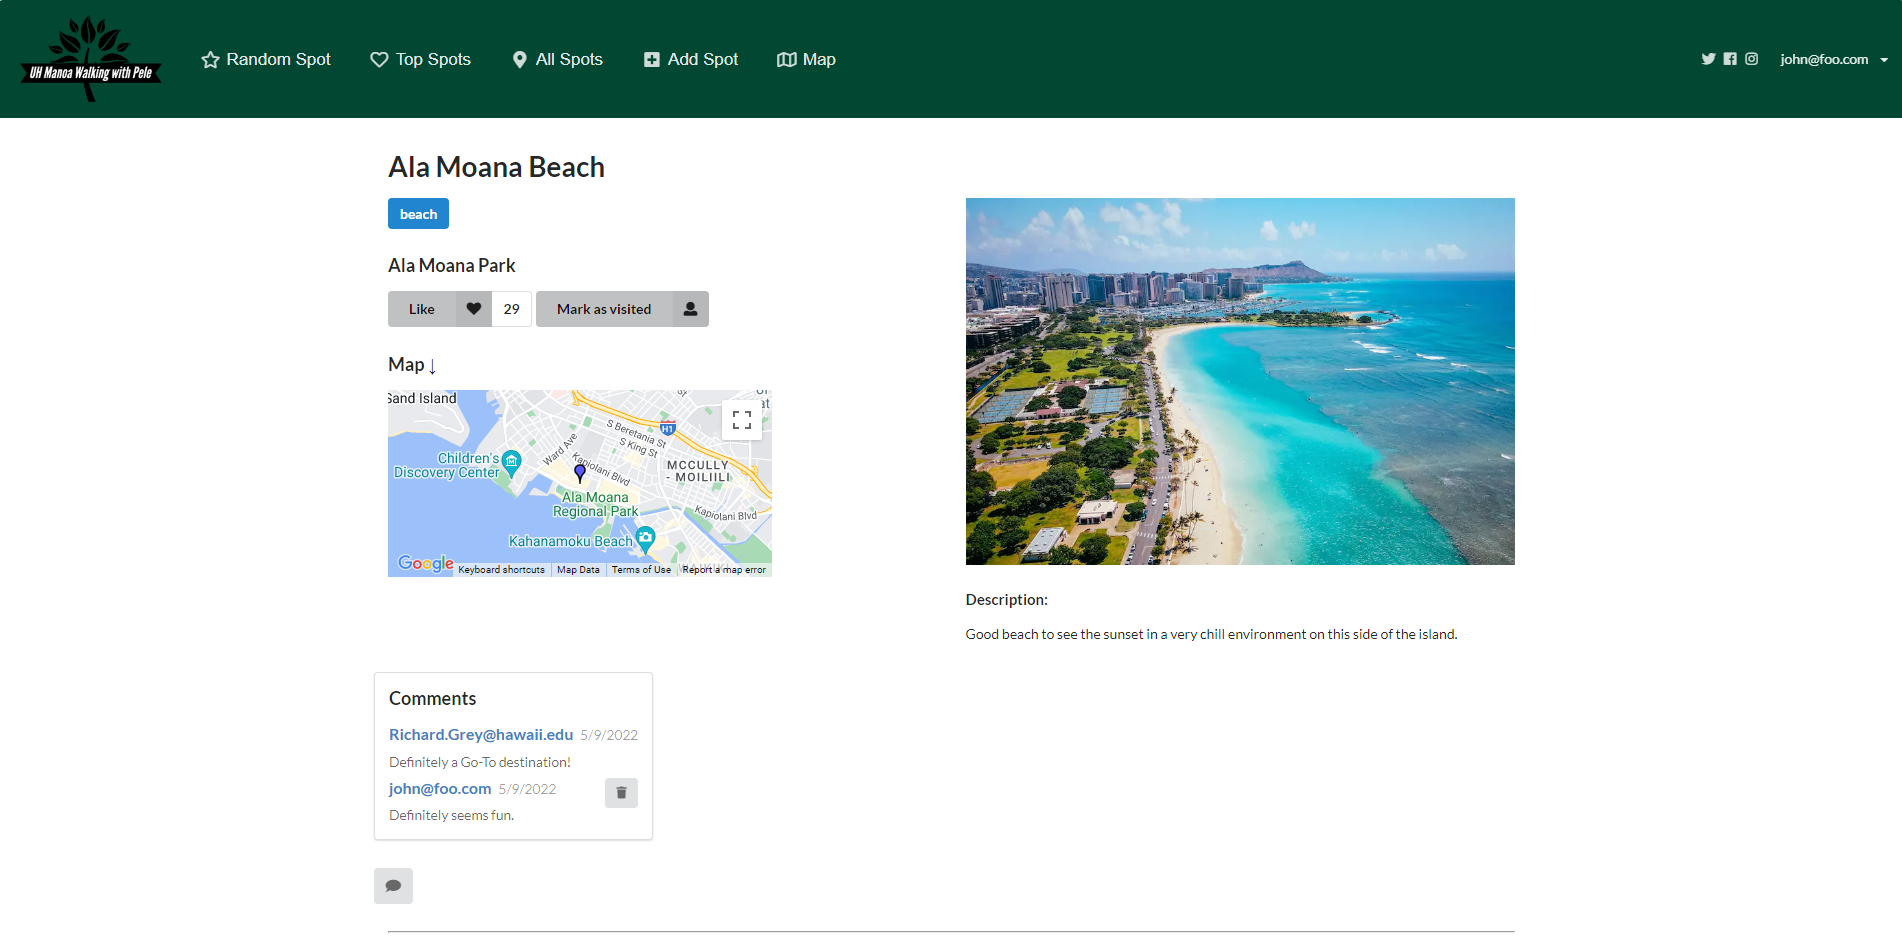 UH Manoa Walking with Pele
Random Spot
Top Spots
All Spots
Add Spot
Map
john@foo.com
Ala Moana Beach
beach
Ala Moana Park
Like
29
Mark as visited
Map ↓
Sand Island
H1
S Beretania St
S King St
Ward Ave
Kapiolani Blvd
MCCULLY
- MOILIILI
Children's
Discovery Center
Ala Moana
Regional Park
Kapiolani Blvd
Kahanamoku Beach
WAIKIKI
Google
Keyboard shortcuts
Map Data
Terms of Use
Report a map error
Description:
Good beach to see the sunset in a very chill environment on this side of the island.
Comments
Richard.Grey@hawaii.edu 5/9/2022
Definitely a Go-To destination!
john@foo.com 5/9/2022
Definitely seems fun.